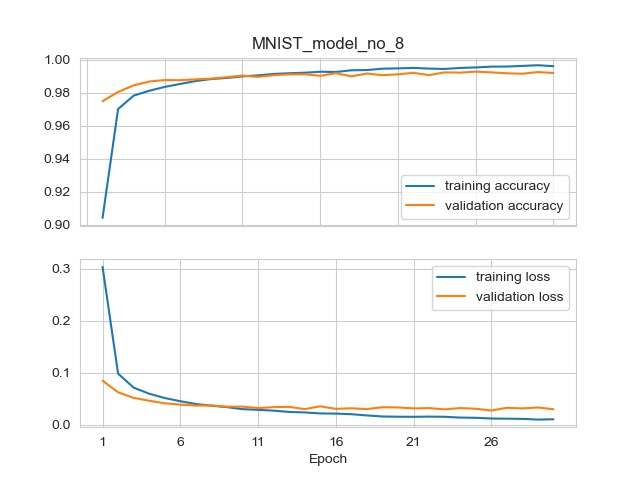 MNIST_model_no_8
1.00
0.98
0.96
0.94
0.92
0.90
training accuracy
validation accuracy
0.3
0.2
0.1
0.0
training loss
validation loss
1 6 11 16 21 26
Epoch